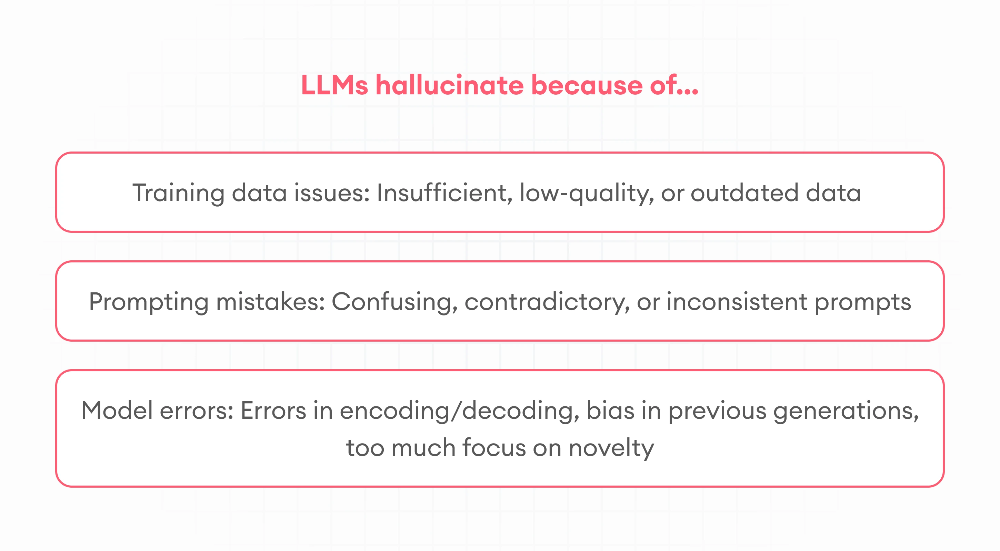 LLMs hallucinate because of...
Training data issues: Insufficient, low-quality, or outdated data
Prompting mistakes: Confusing, contradictory, or inconsistent prompts
Model errors: Errors in encoding/decoding, bias in previous generations,
too much focus on novelty